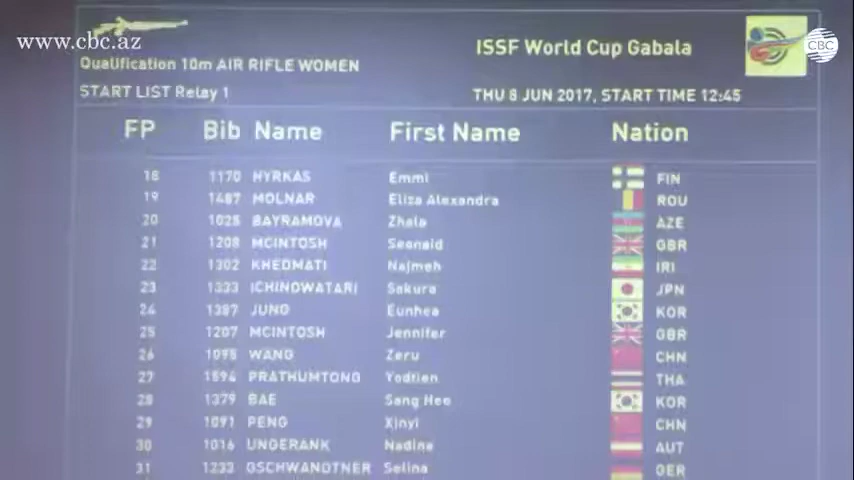 www.cbc.az
CBC
Qualification 10m AIR RIFLE WOMEN
ISSF World Cup Gabala
START LIST Relay 1
THU 8 JUN 2017, START TIME 12:45
FP Bib Name First Name Nation
18 1170 HYRKAS Emmi FIN
19 1487 MOLNAR Eliza Alexandra ROU
20 1025 BAYRAMOVA Zhala AZE
21 1208 MCINTOSH Seonaid GBR
22 1302 KHEDMATI Najmeh IRI
23 1333 ICHINOWATARI Sakura JPN
24 1387 JUNG Eunhea KOR
25 1207 MCINTOSH Jennifer GBR
26 1095 WANG Zeru CHN
27 1594 PRATHUMTONG Yodtien THA
28 1379 BAE Sang Hee KOR
29 1091 PENG Xinyi CHN
30 1016 UNGERANK Nadine AUT
31 1233 GSCHWANDTNER Selina GER